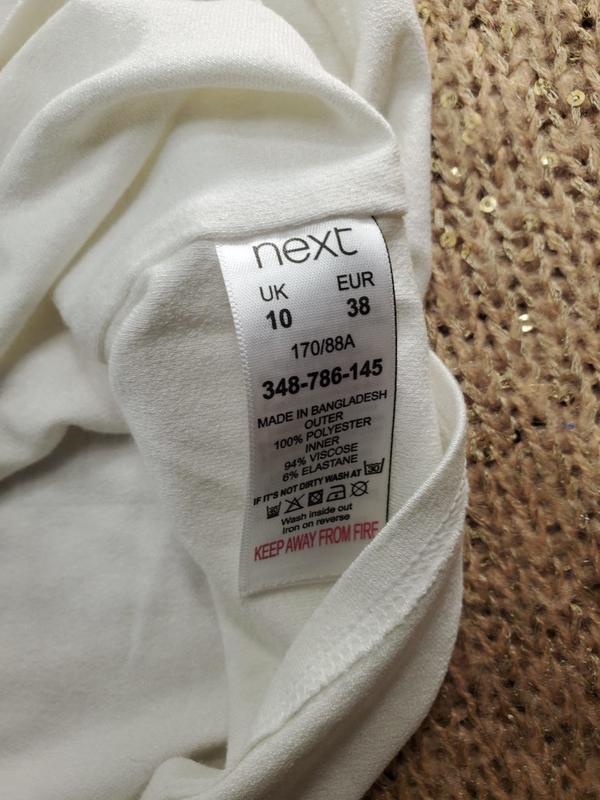 next
UK EUR
10 38
170/88A
348-786-145
MADE IN BANGLADESH
OUTER
100% POLYESTER
INNER
94% VISCOSE
6% ELASTANE
IF IT'S NOT DIRTY WASH AT 30
Wash inside out
Iron on reverse
KEEP AWAY FROM FIRE